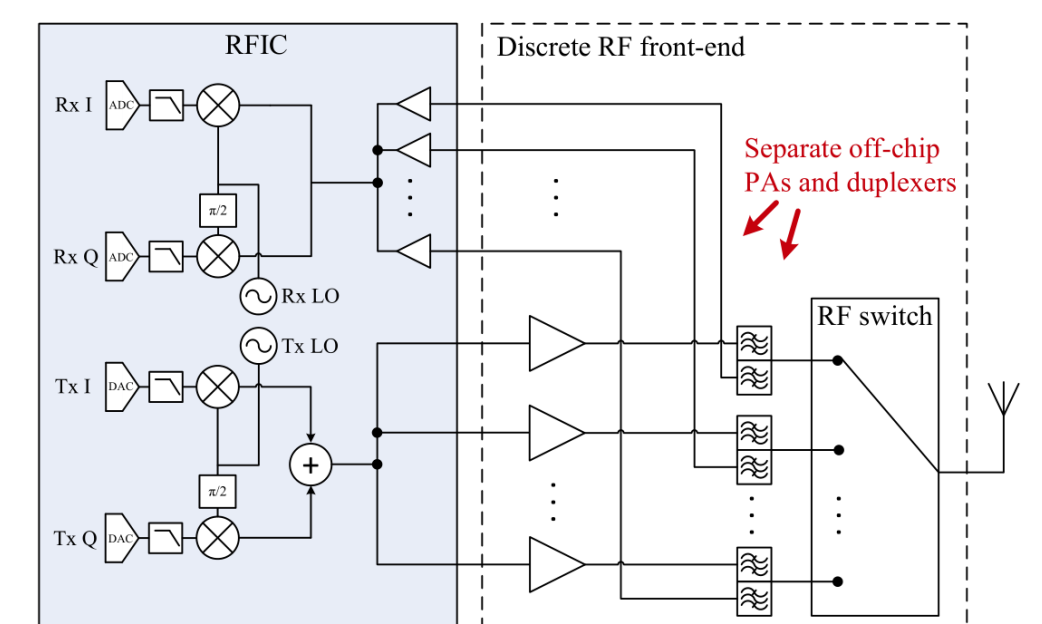 RFIC
Discrete RF front-end
Rx I
ADC
π/2
Rx Q
ADC
Rx LO
Tx LO
Tx I
DAC
+
π/2
Tx Q
DAC
Separate off-chip
PAs and duplexers
RF switch